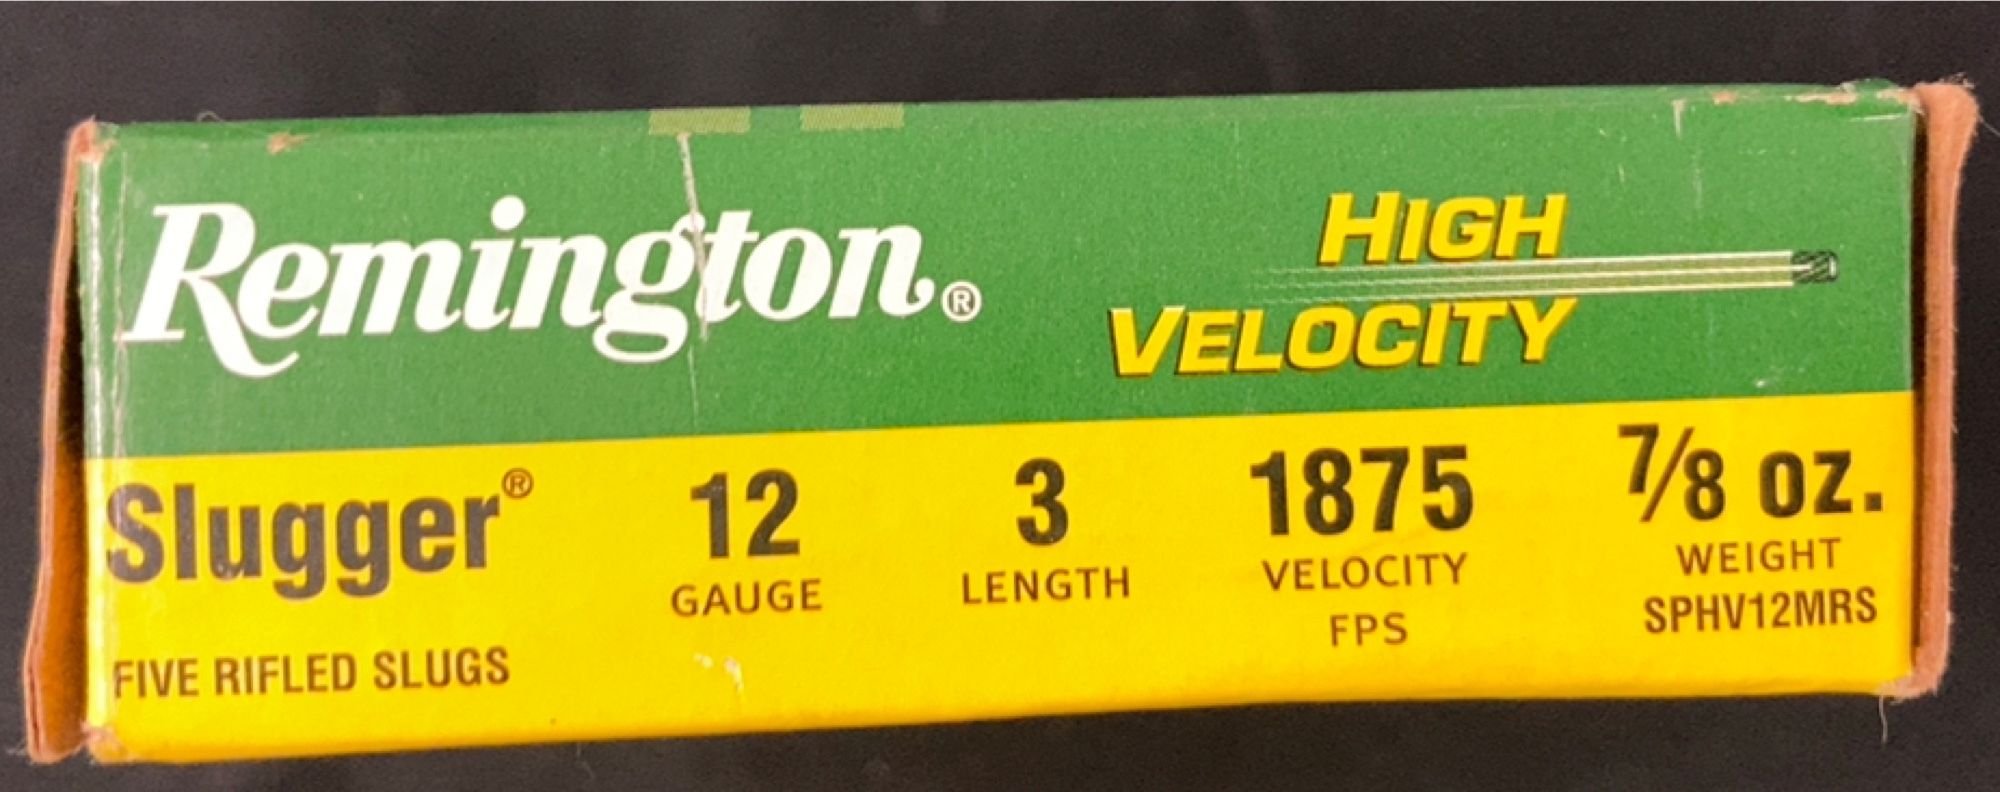 Remington®
HIGH
VELOCITY
Slugger®
FIVE RIFLED SLUGS
12
GAUGE
3
LENGTH
1875
VELOCITY
FPS
7/8 oz.
WEIGHT
SPHV12MRS